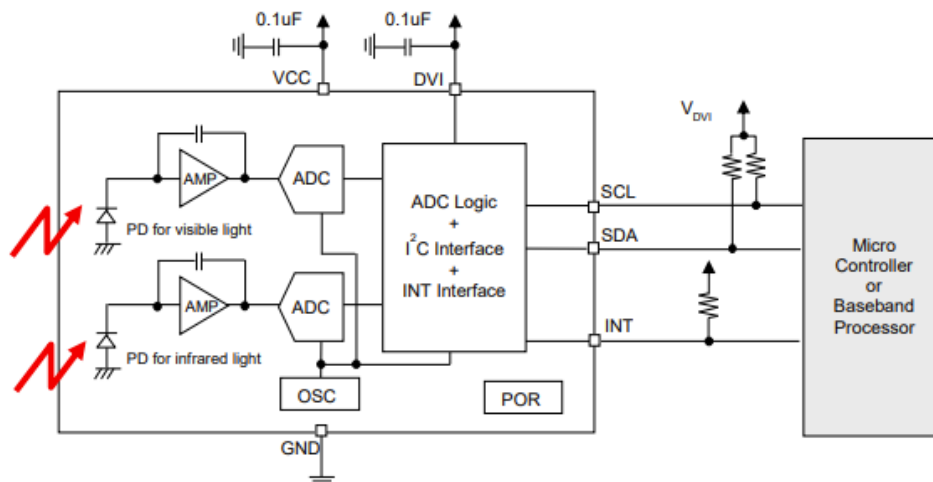 0.1uF
0.1uF
VCC
DVI
V_DVI
AMP
ADC
PD for visible light
ADC Logic
+
I²C Interface
+
INT Interface
SCL
SDA
INT
Micro
Controller
or
Baseband
Processor
AMP
ADC
PD for infrared light
OSC
POR
GND